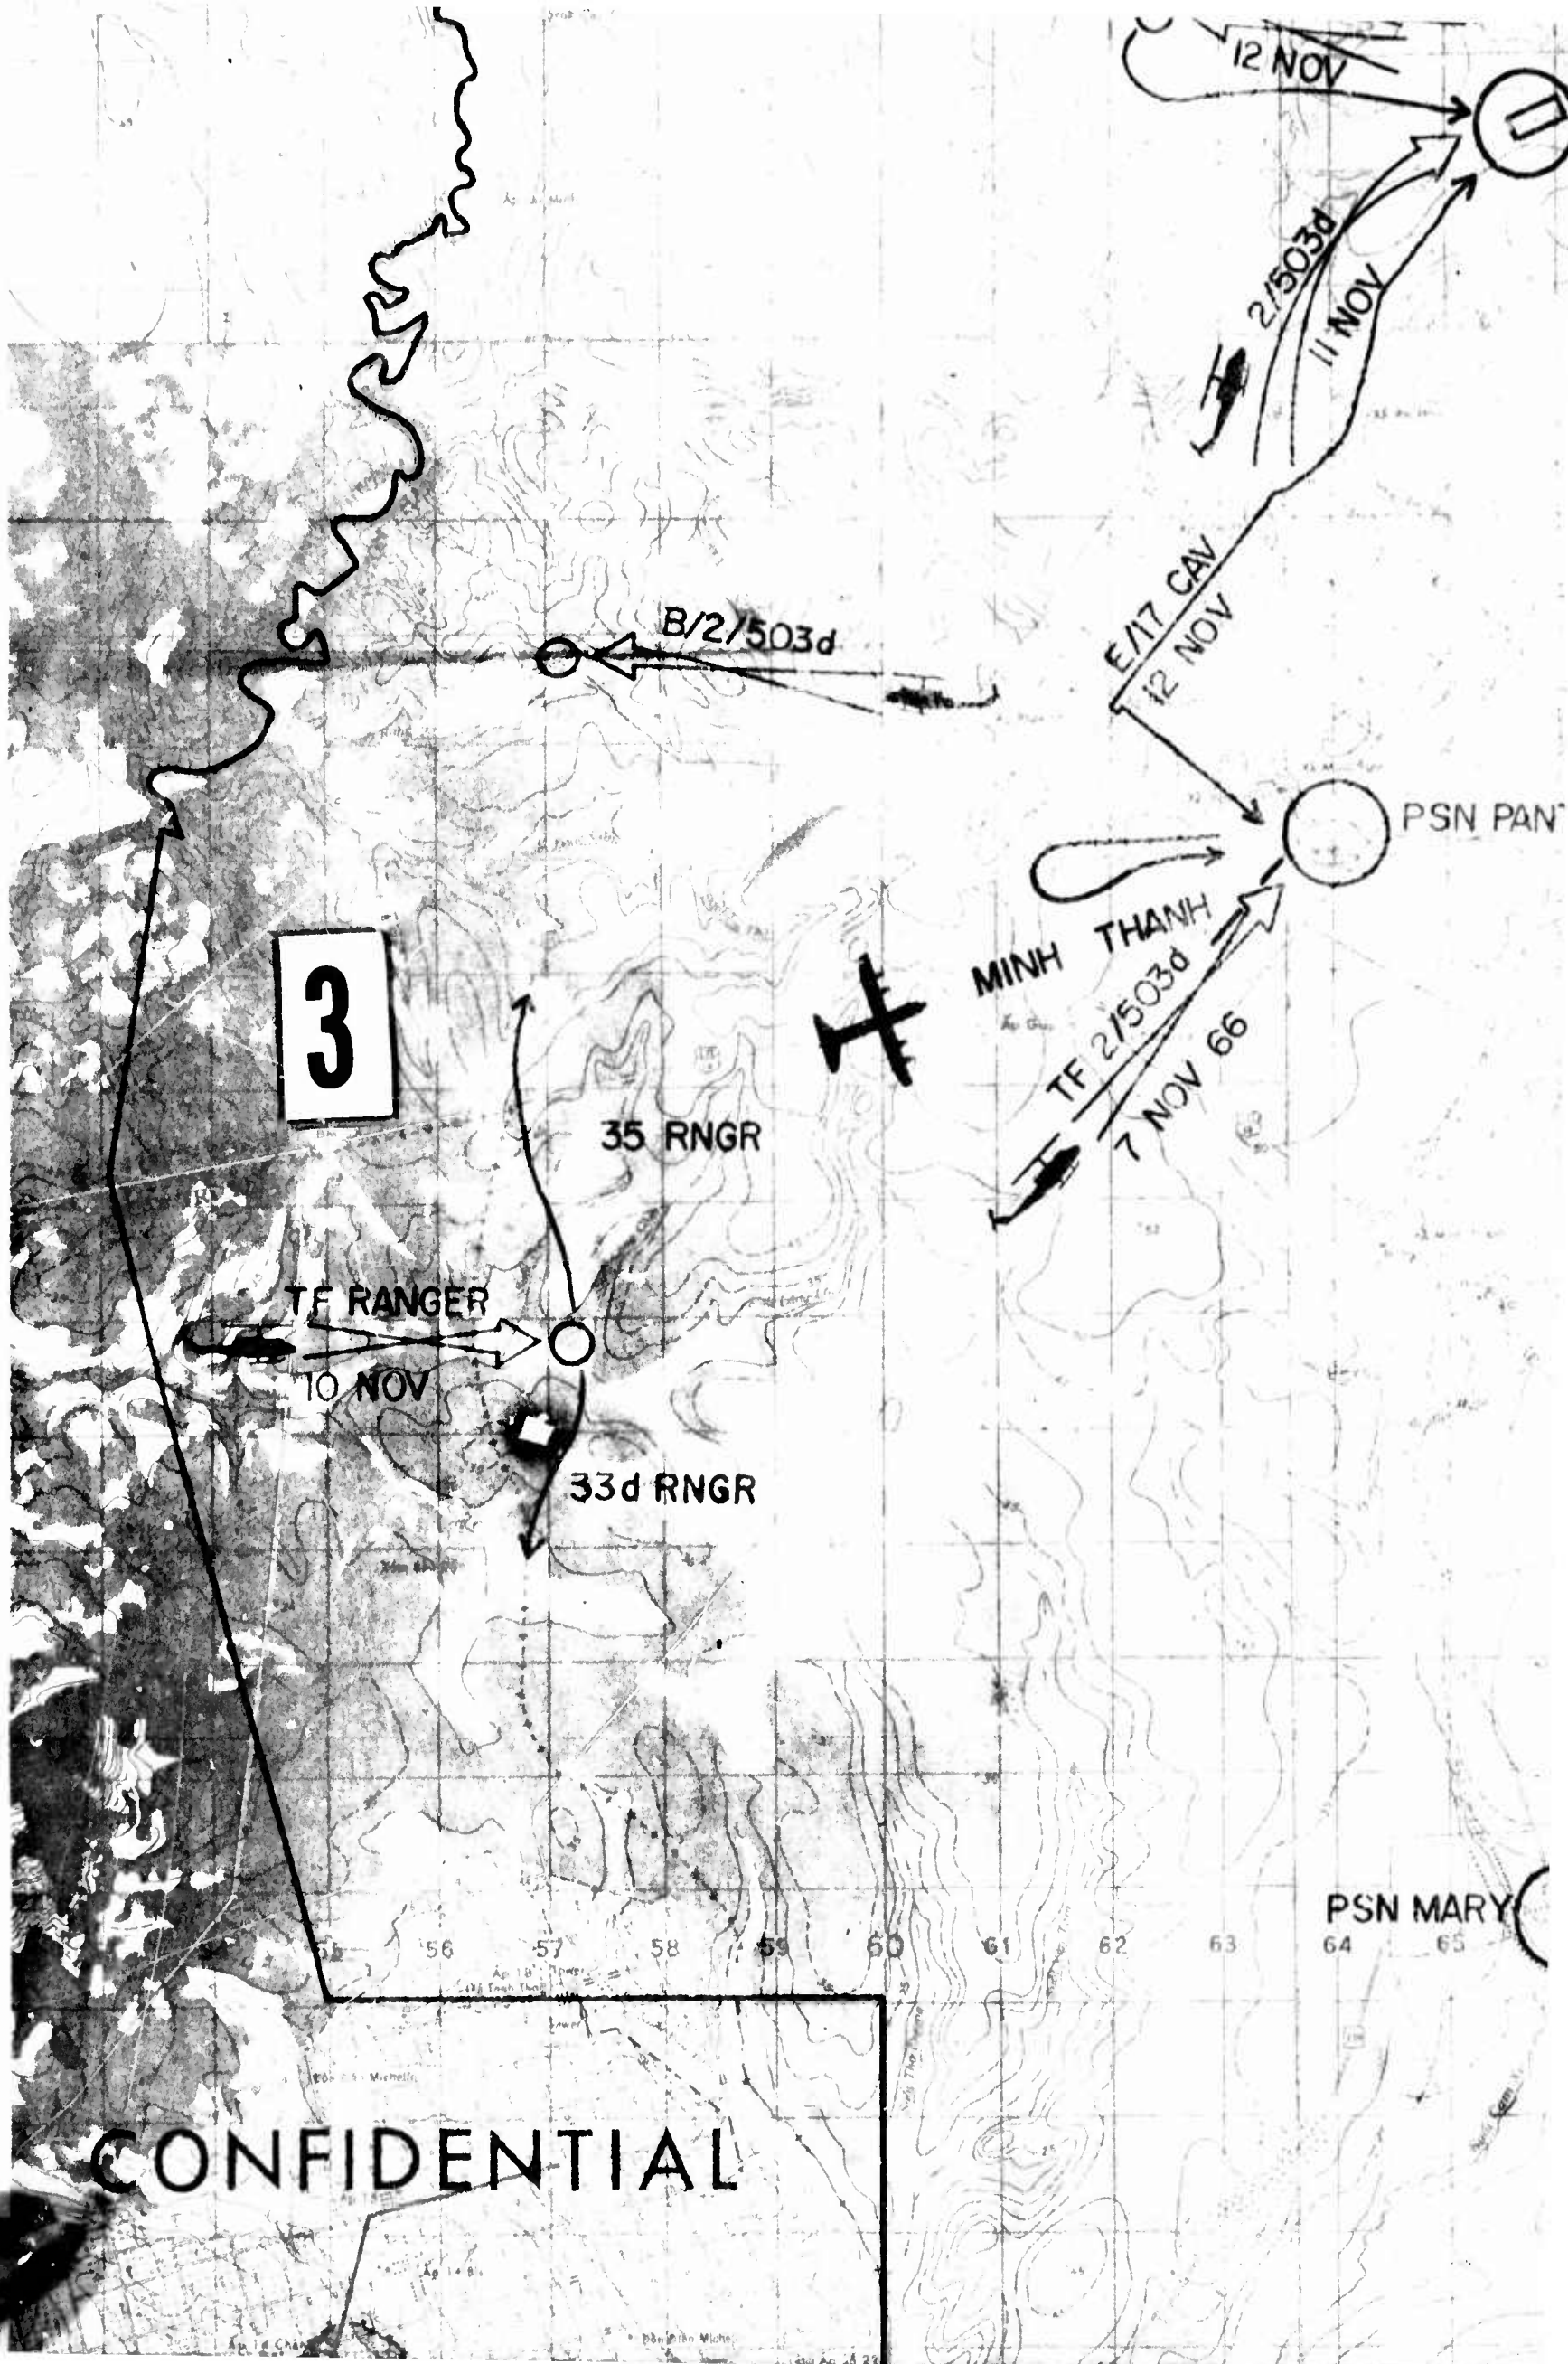 12 NOV
2/503d
11 NOV
B/2/503d
E/17 CAV
12 NOV
PSN PAN
MINH THANH
3
TF 2/503d
7 NOV 66
35 RNGR
TF RANGER
10 NOV
33d RNGR
PSN MARY
55 56 57 58 59 60 61 62 63 64 65
CONFIDENTIAL